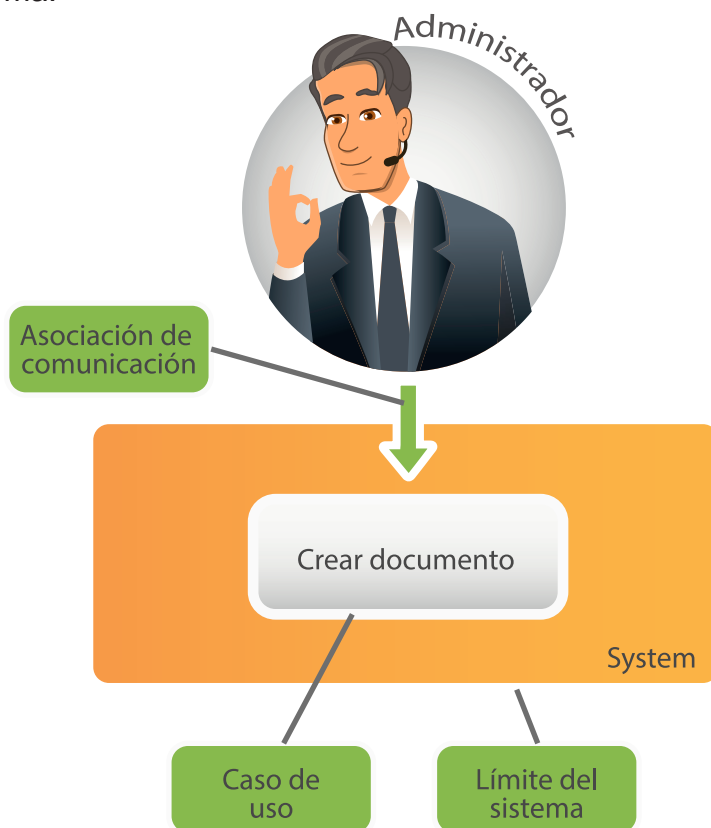 Administrador
Asociación de
comunicación
Crear documento
System
Caso de
uso
Límite del
sistema